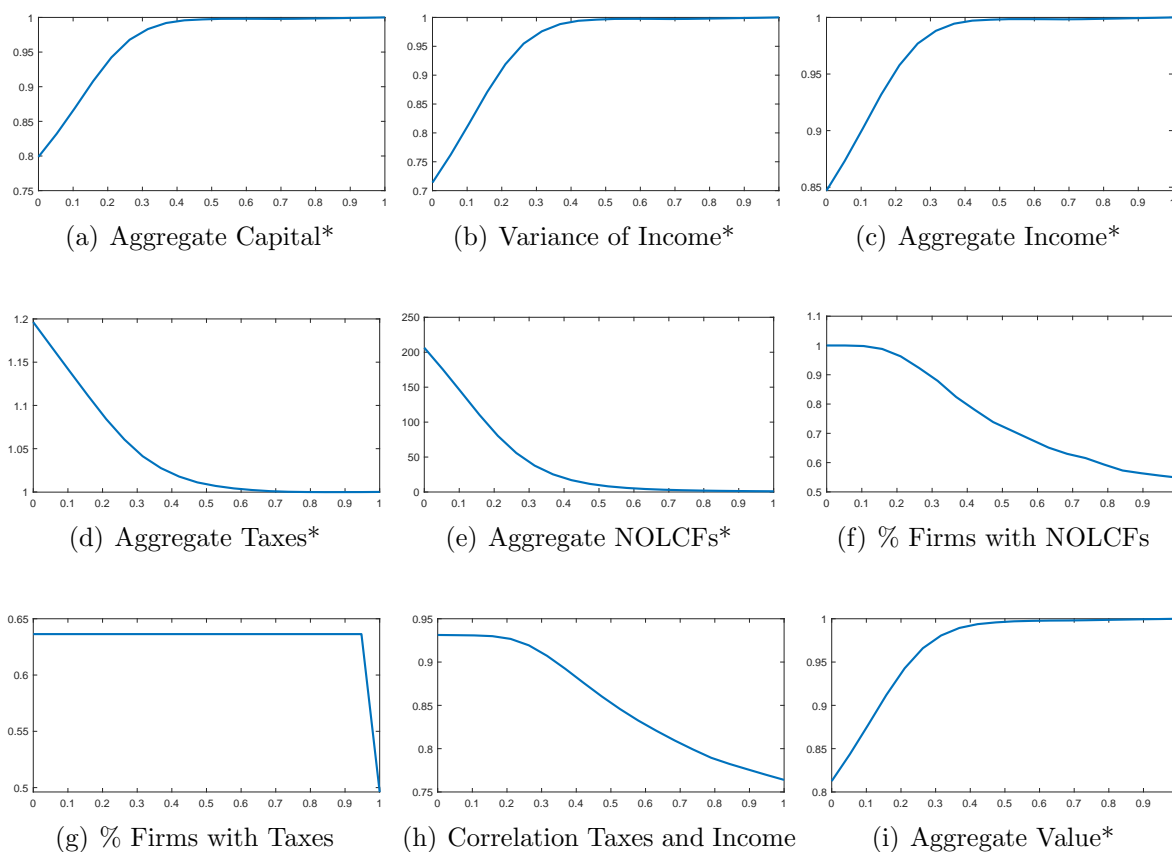 1
0.95
0.9
0.85
0.8
0.75
0 0.1 0.2 0.3 0.4 0.5 0.6 0.7 0.8 0.9 1
(a) Aggregate Capital*
1
0.95
0.9
0.85
0.8
0.75
0.7
0 0.1 0.2 0.3 0.4 0.5 0.6 0.7 0.8 0.9 1
(b) Variance of Income*
1
0.95
0.9
0.85
0 0.1 0.2 0.3 0.4 0.5 0.6 0.7 0.8 0.9 1
(c) Aggregate Income*
1.2
1.15
1.1
1.05
1
0 0.1 0.2 0.3 0.4 0.5 0.6 0.7 0.8 0.9 1
(d) Aggregate Taxes*
250
200
150
100
50
0
0 0.1 0.2 0.3 0.4 0.5 0.6 0.7 0.8 0.9 1
(e) Aggregate NOLCFs*
1.1
1
0.9
0.8
0.7
0.6
0.5
0 0.1 0.2 0.3 0.4 0.5 0.6 0.7 0.8 0.9
(f) % Firms with NOLCFs
0.65
0.6
0.55
0.5
0 0.1 0.2 0.3 0.4 0.5 0.6 0.7 0.8 0.9 1
(g) % Firms with Taxes
0.95
0.9
0.85
0.8
0.75
0 0.1 0.2 0.3 0.4 0.5 0.6 0.7 0.8 0.9 1
(h) Correlation Taxes and Income
1
0.95
0.9
0.85
0.8
0 0.1 0.2 0.3 0.4 0.5 0.6 0.7 0.8 0.9 1
(i) Aggregate Value*